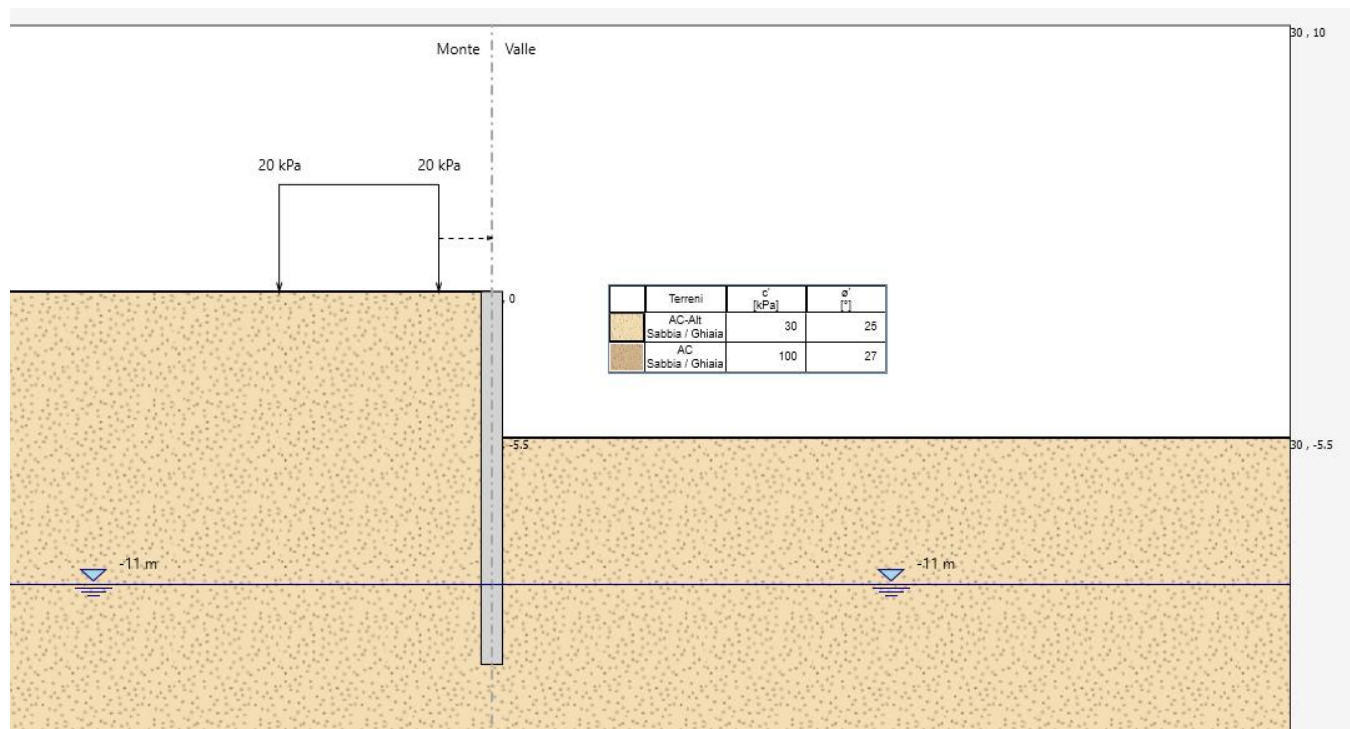 30 , 10
Monte Valle
20 kPa 20 kPa
, 0
Terreni c' [kPa] ø' [°]
AC-Alt
Sabbia / Ghiaia 30 25
AC
Sabbia / Ghiaia 100 27
, -5.5
30 , -5.5
-11 m -11 m